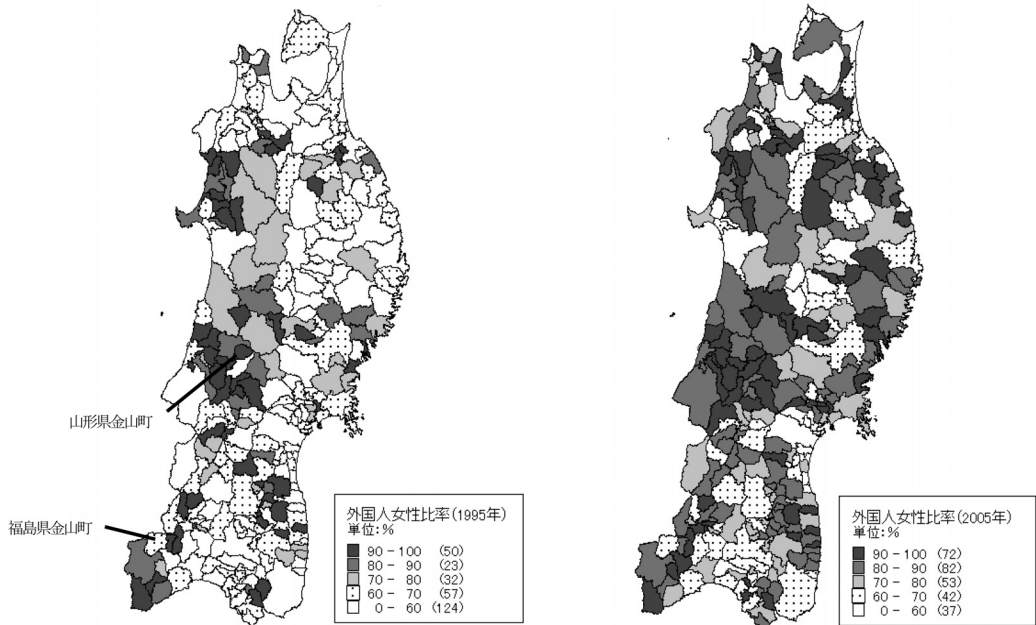 山形県金山町
福島県金山町
外国人女性比率(1995年)
単位:%
90 - 100 (50)
80 - 90 (23)
70 - 80 (32)
60 - 70 (57)
0 - 60 (124)
外国人女性比率(2005年)
単位:%
90 - 100 (72)
80 - 90 (82)
70 - 80 (53)
60 - 70 (42)
0 - 60 (37)